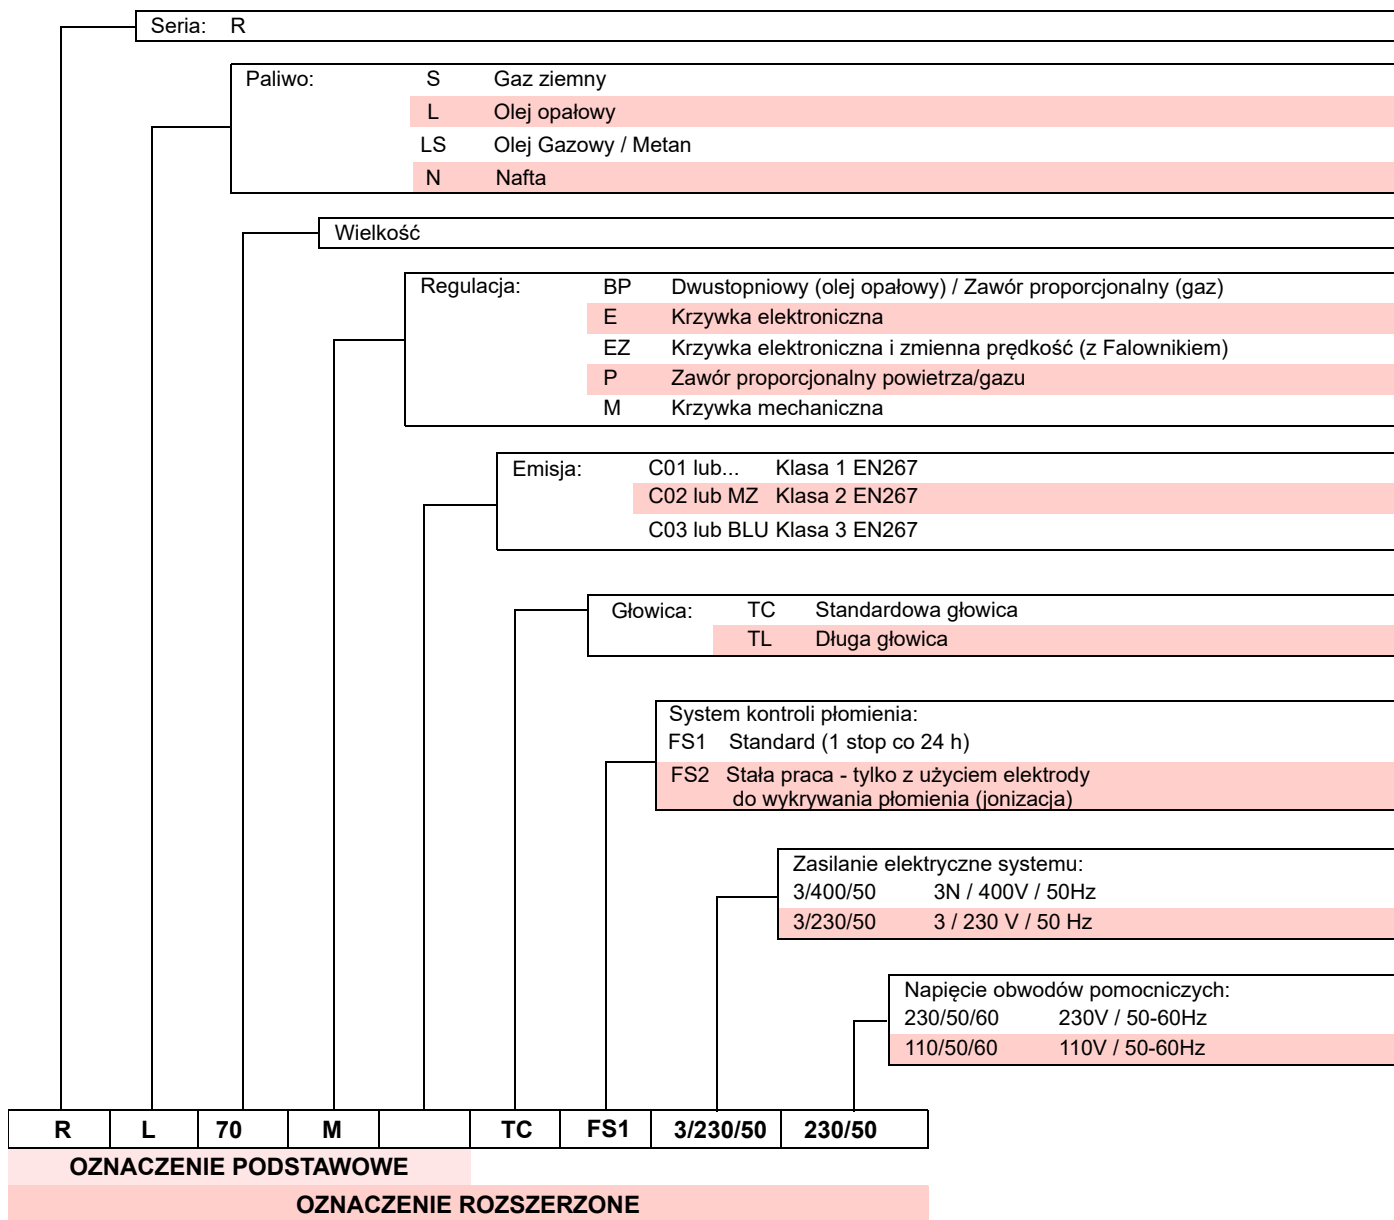 Seria: R
Paliwo: S Gaz ziemny
L Olej opałowy
LS Olej Gazowy / Metan
N Nafta
Wielkość
Regulacja: BP Dwustopniowy (olej opałowy) / Zawór proporcjonalny (gaz)
E Krzywka elektroniczna
EZ Krzywka elektroniczna i zmienna prędkość (z Falownikiem)
P Zawór proporcjonalny powietrza/gazu
M Krzywka mechaniczna
Emisja: C01 lub... Klasa 1 EN267
C02 lub MZ Klasa 2 EN267
C03 lub BLU Klasa 3 EN267
Głowica: TC Standardowa głowica
TL Długa głowica
System kontroli płomienia:
FS1 Standard (1 stop co 24 h)
FS2 Stała praca - tylko z użyciem elektrody
do wykrywania płomienia (jonizacja)
Zasilanie elektryczne systemu:
3/400/50 3N / 400V / 50Hz
3/230/50 3 / 230 V / 50 Hz
Napięcie obwodów pomocniczych:
230/50/60 230V / 50-60Hz
110/50/60 110V / 50-60Hz
R L 70 M TC FS1 3/230/50 230/50
OZNACZENIE PODSTAWOWE
OZNACZENIE ROZSZERZONE